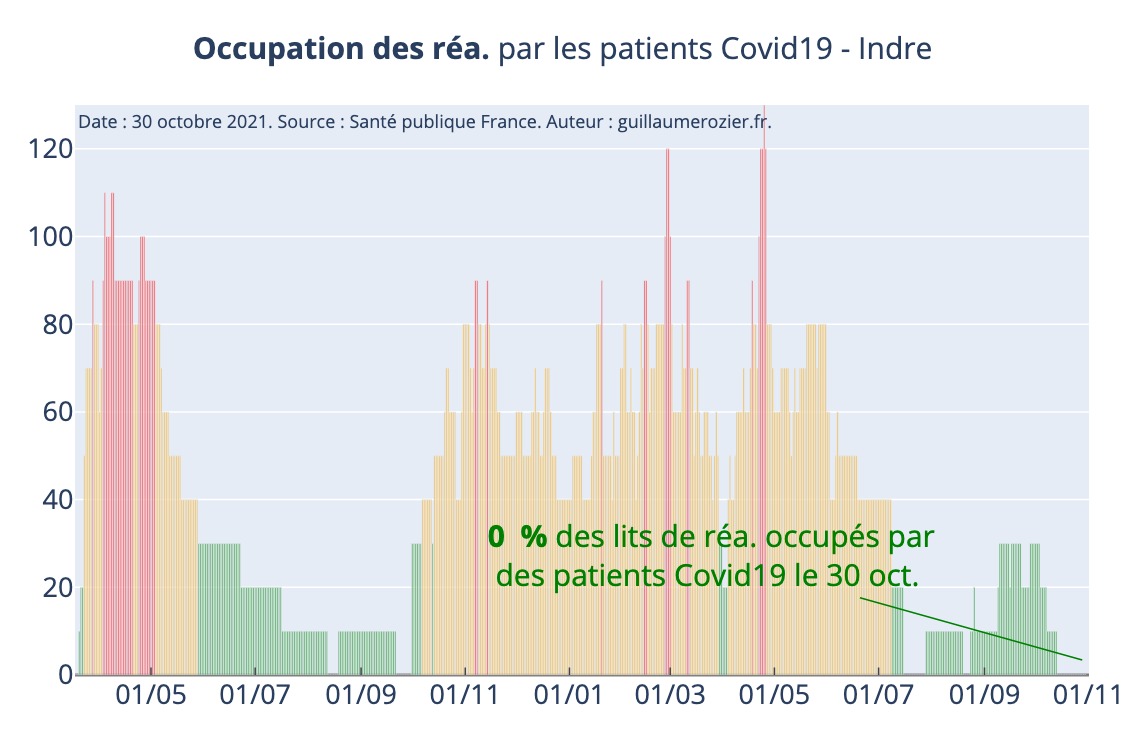 Occupation des réa. par les patients Covid19 - Indre
Date : 30 octobre 2021. Source : Santé publique France. Auteur : guillaumerozier.fr.
120
100
80
60
40
20
0
0 % des lits de réa. occupés par
des patients Covid19 le 30 oct.
01/05 01/07 01/09 01/11 01/01 01/03 01/05 01/07 01/09 01/11